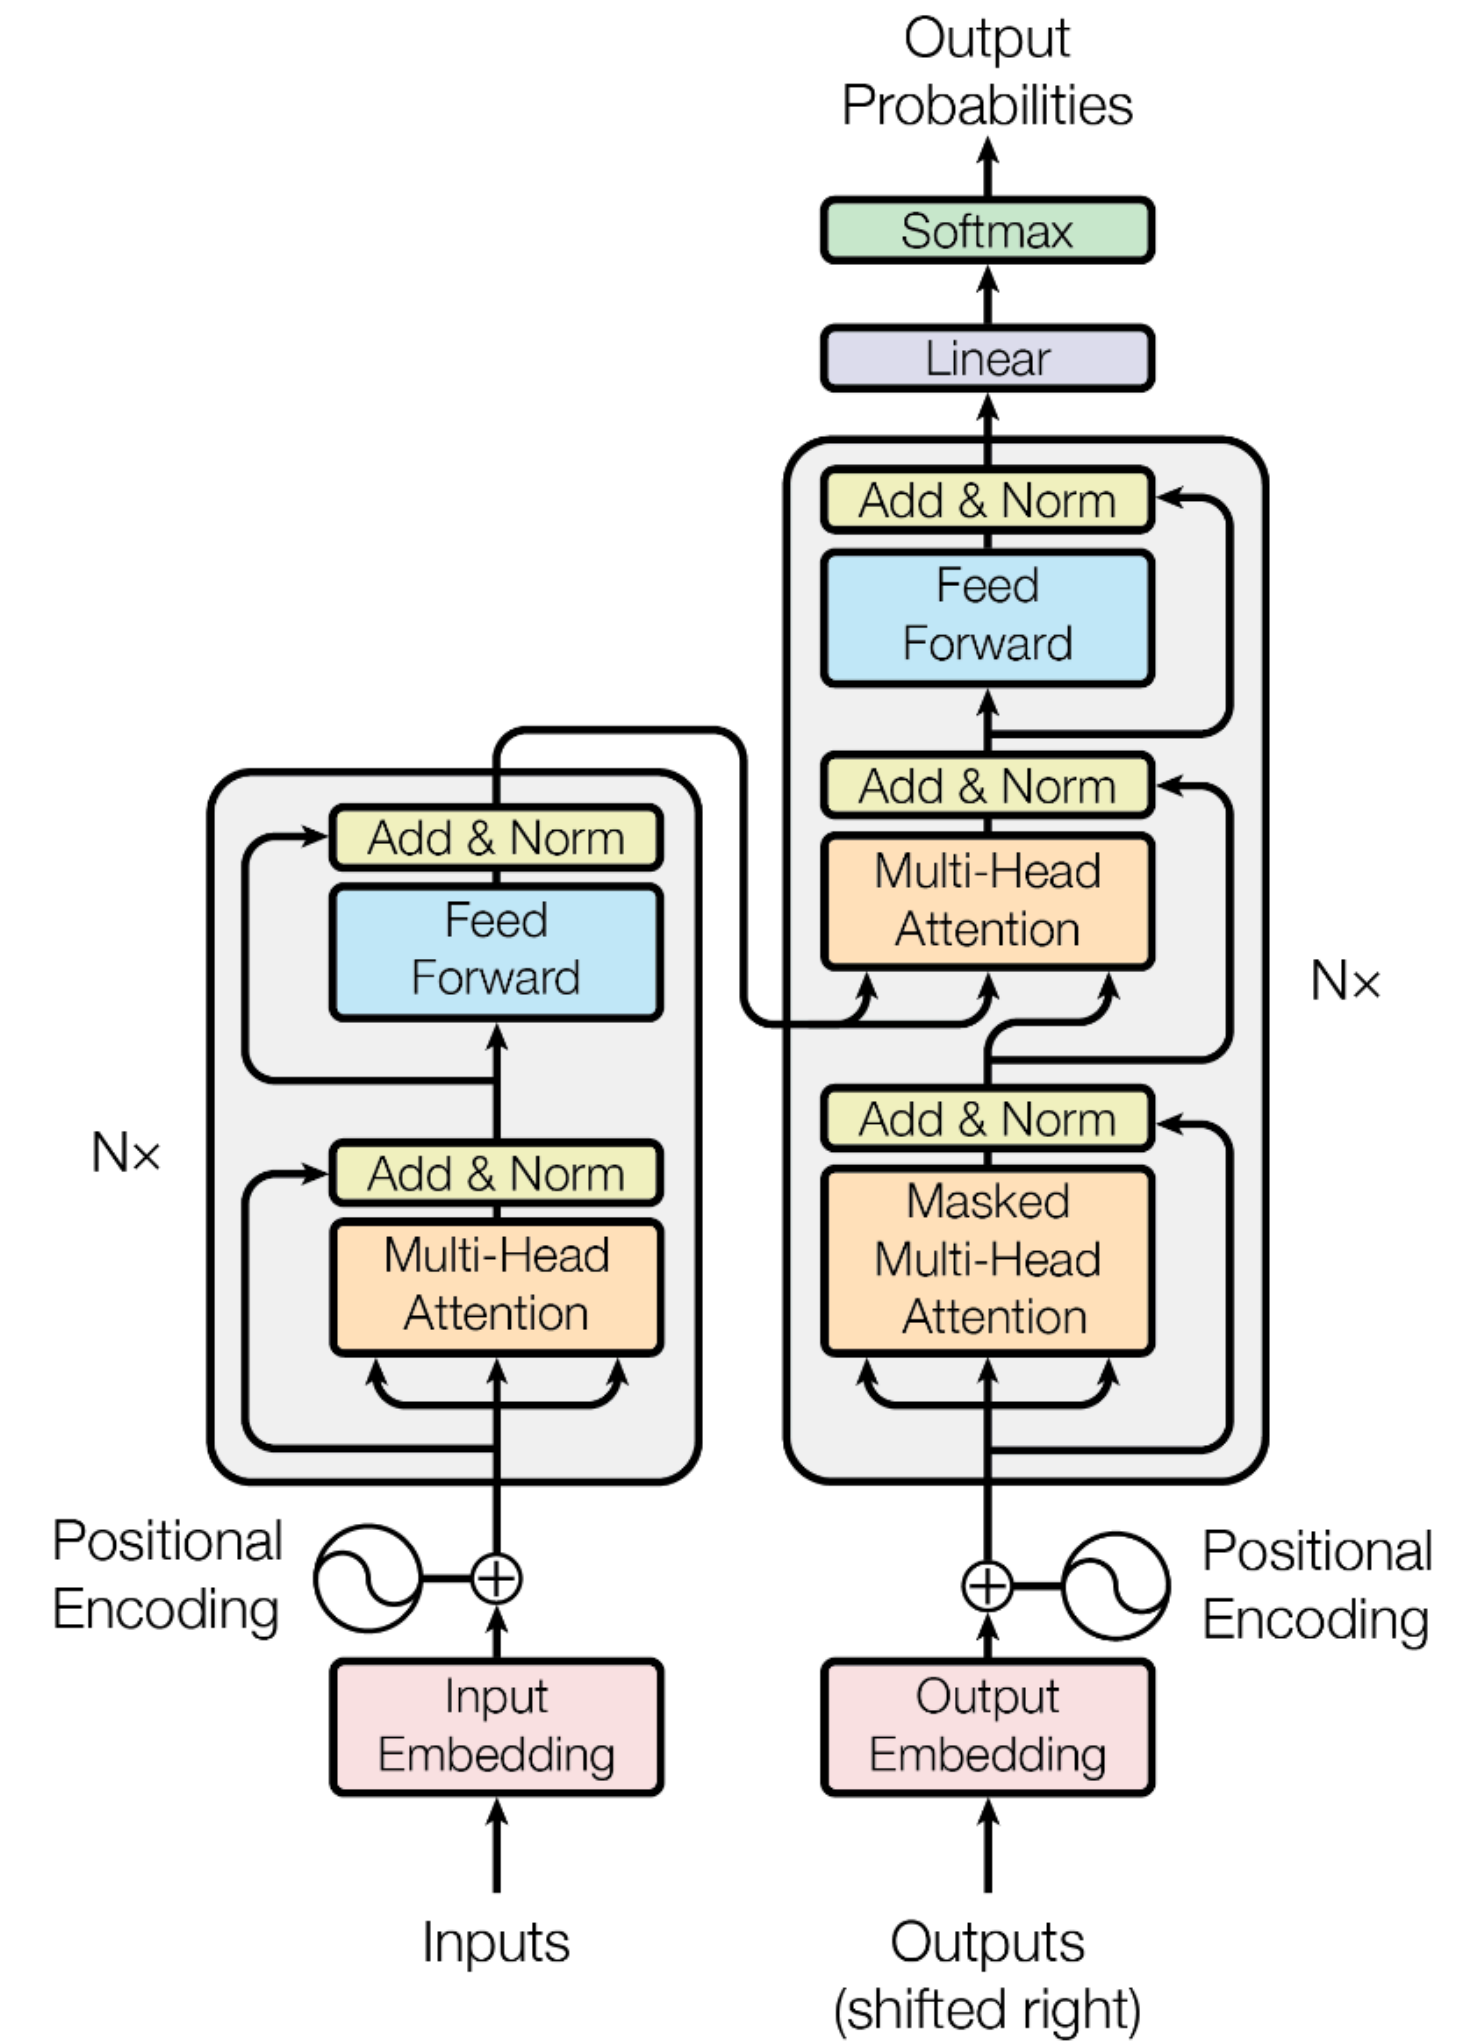 Output
Probabilities
Softmax
Linear
Add & Norm
Feed
Forward
Add & Norm
Multi-Head
Attention
N×
Add & Norm
Masked
Multi-Head
Attention
Add & Norm
Feed
Forward
N×
Add & Norm
Multi-Head
Attention
Positional
Encoding
Positional
Encoding
Input
Embedding
Output
Embedding
Inputs
Outputs
(shifted right)